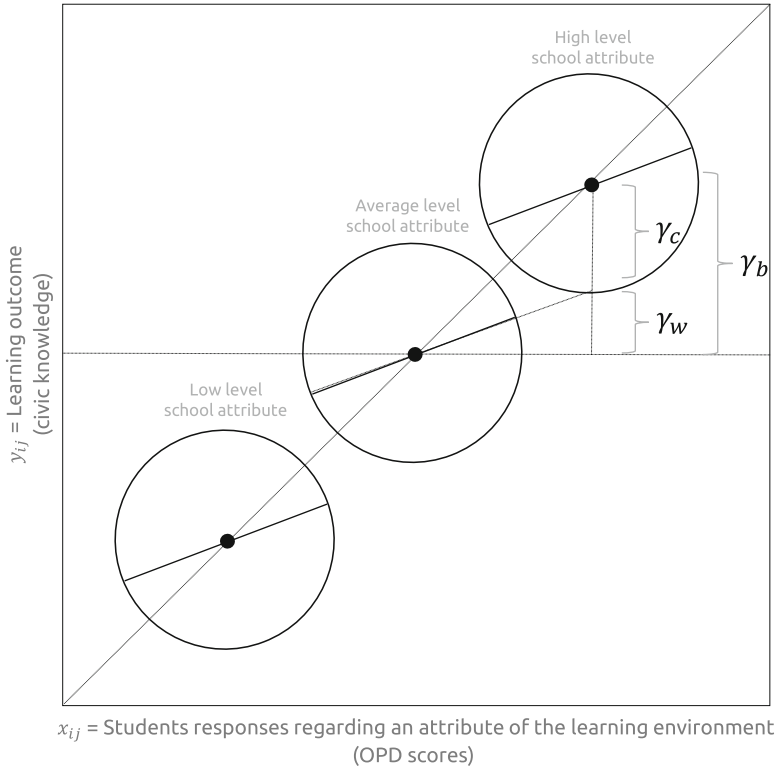 High level
school attribute
Average level
school attribute
γc
γb
γw
Low level
school attribute
yij = Learning outcome
(civic knowledge)
xij = Students responses regarding an attribute of the learning environment
(OPD scores)